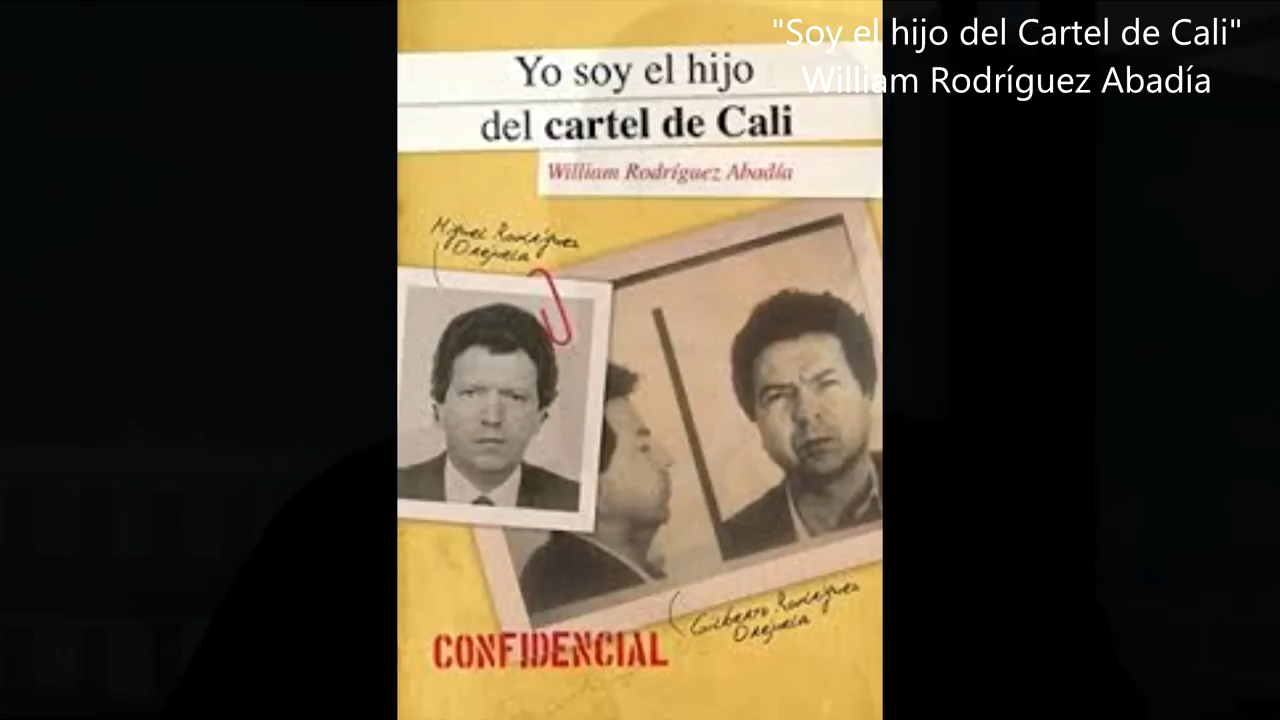 "Soy el hijo del Cartel de Cali"
William Rodríguez Abadía
Yo soy el hijo
del cartel de Cali
William Rodríguez Abadía
Miguel Rodríguez
Orejuela
Gilberto Rodríguez
Orejuela
CONFIDENCIAL